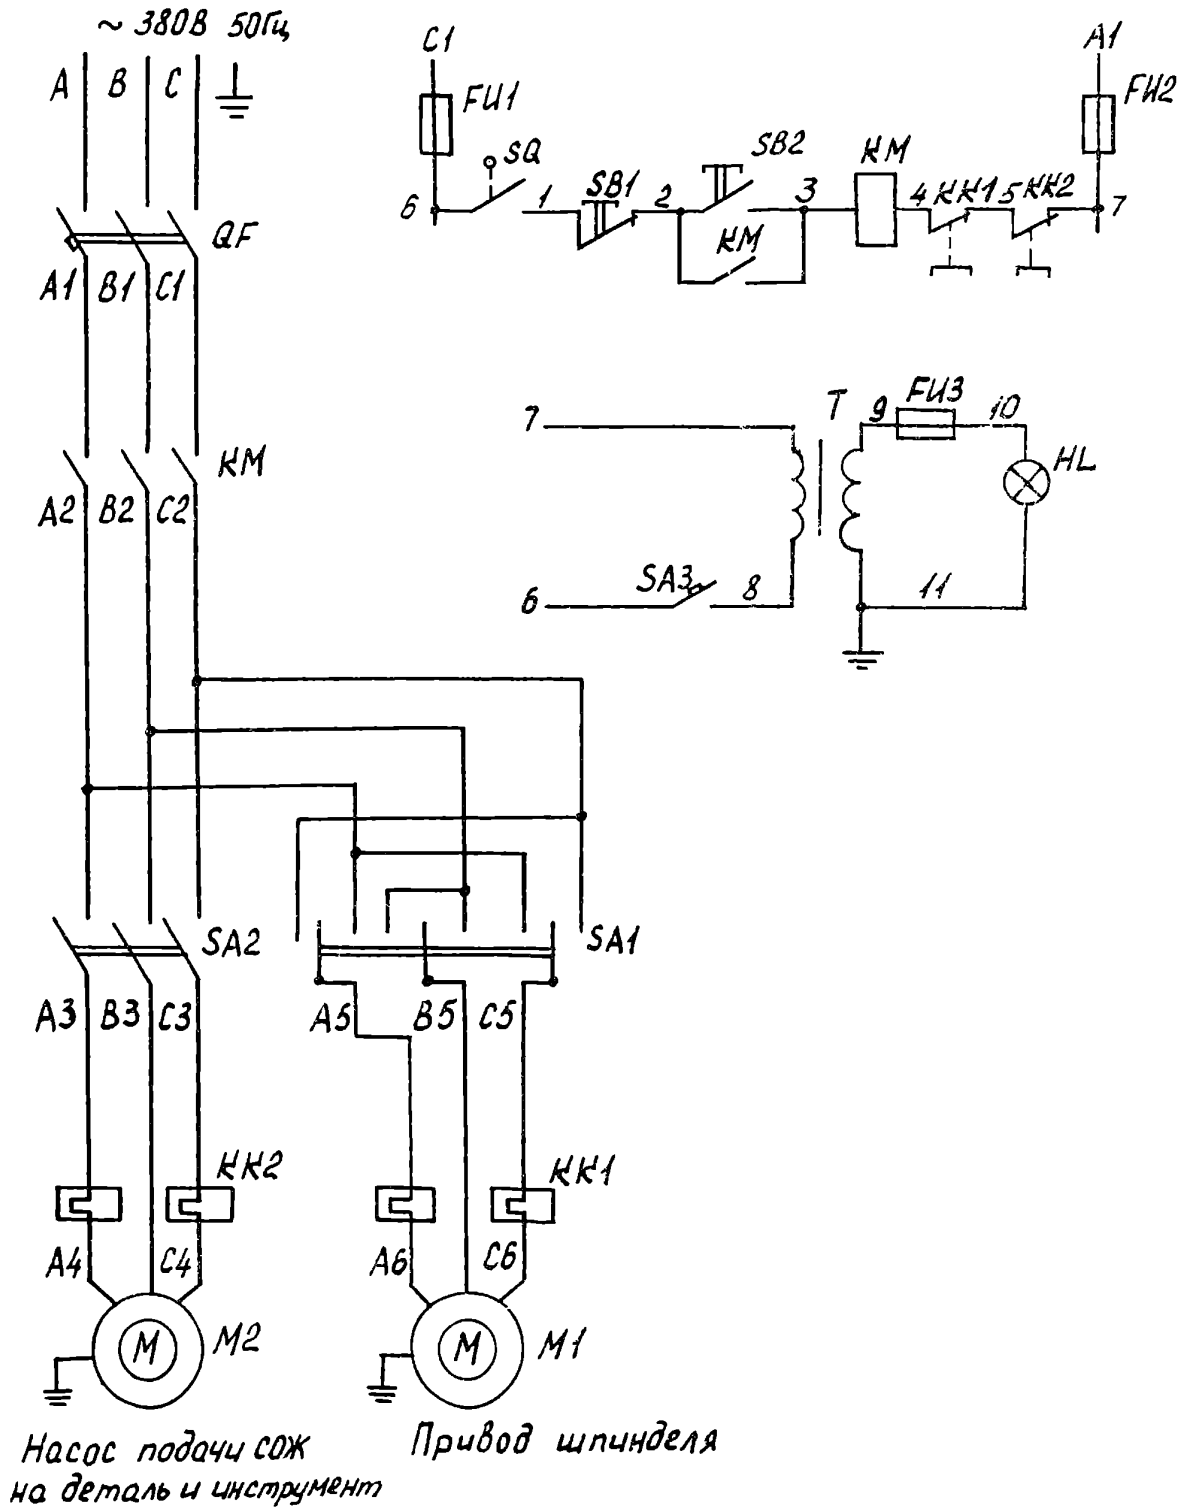 ~ 380В 50Гц
A B C
QF
A1 B1 C1
KM
A2 B2 C2
C1
FU1
A1
FU2
6
SQ
1
SB1
2
SB2
3
KM
KM
4
KK1
5
KK2
7
7
T
9
FU3
10
HL
6
SA3
8
11
SA2
A3 B3 C3
SA1
A5 B5 C5
KK2
A4 C4
KK1
A6 C6
M
M2
M
M1
Насос подачи СОЖ
на деталь и инструмент
Привод шпинделя